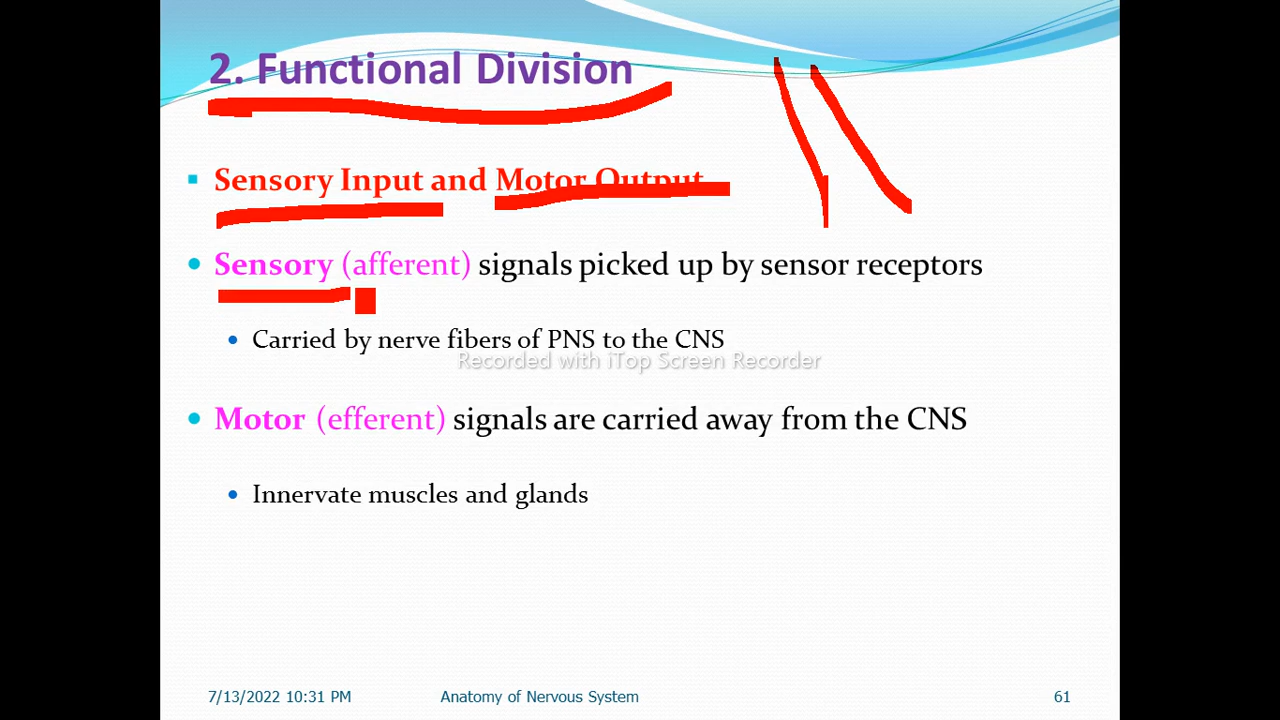 2. Functional Division
Sensory Input and Motor Output
Sensory (afferent) signals picked up by sensor receptors
Carried by nerve fibers of PNS to the CNS
Recorded with iTop Screen Recorder
Motor (efferent) signals are carried away from the CNS
Innervate muscles and glands
7/13/2022 10:31 PM Anatomy of Nervous System 61